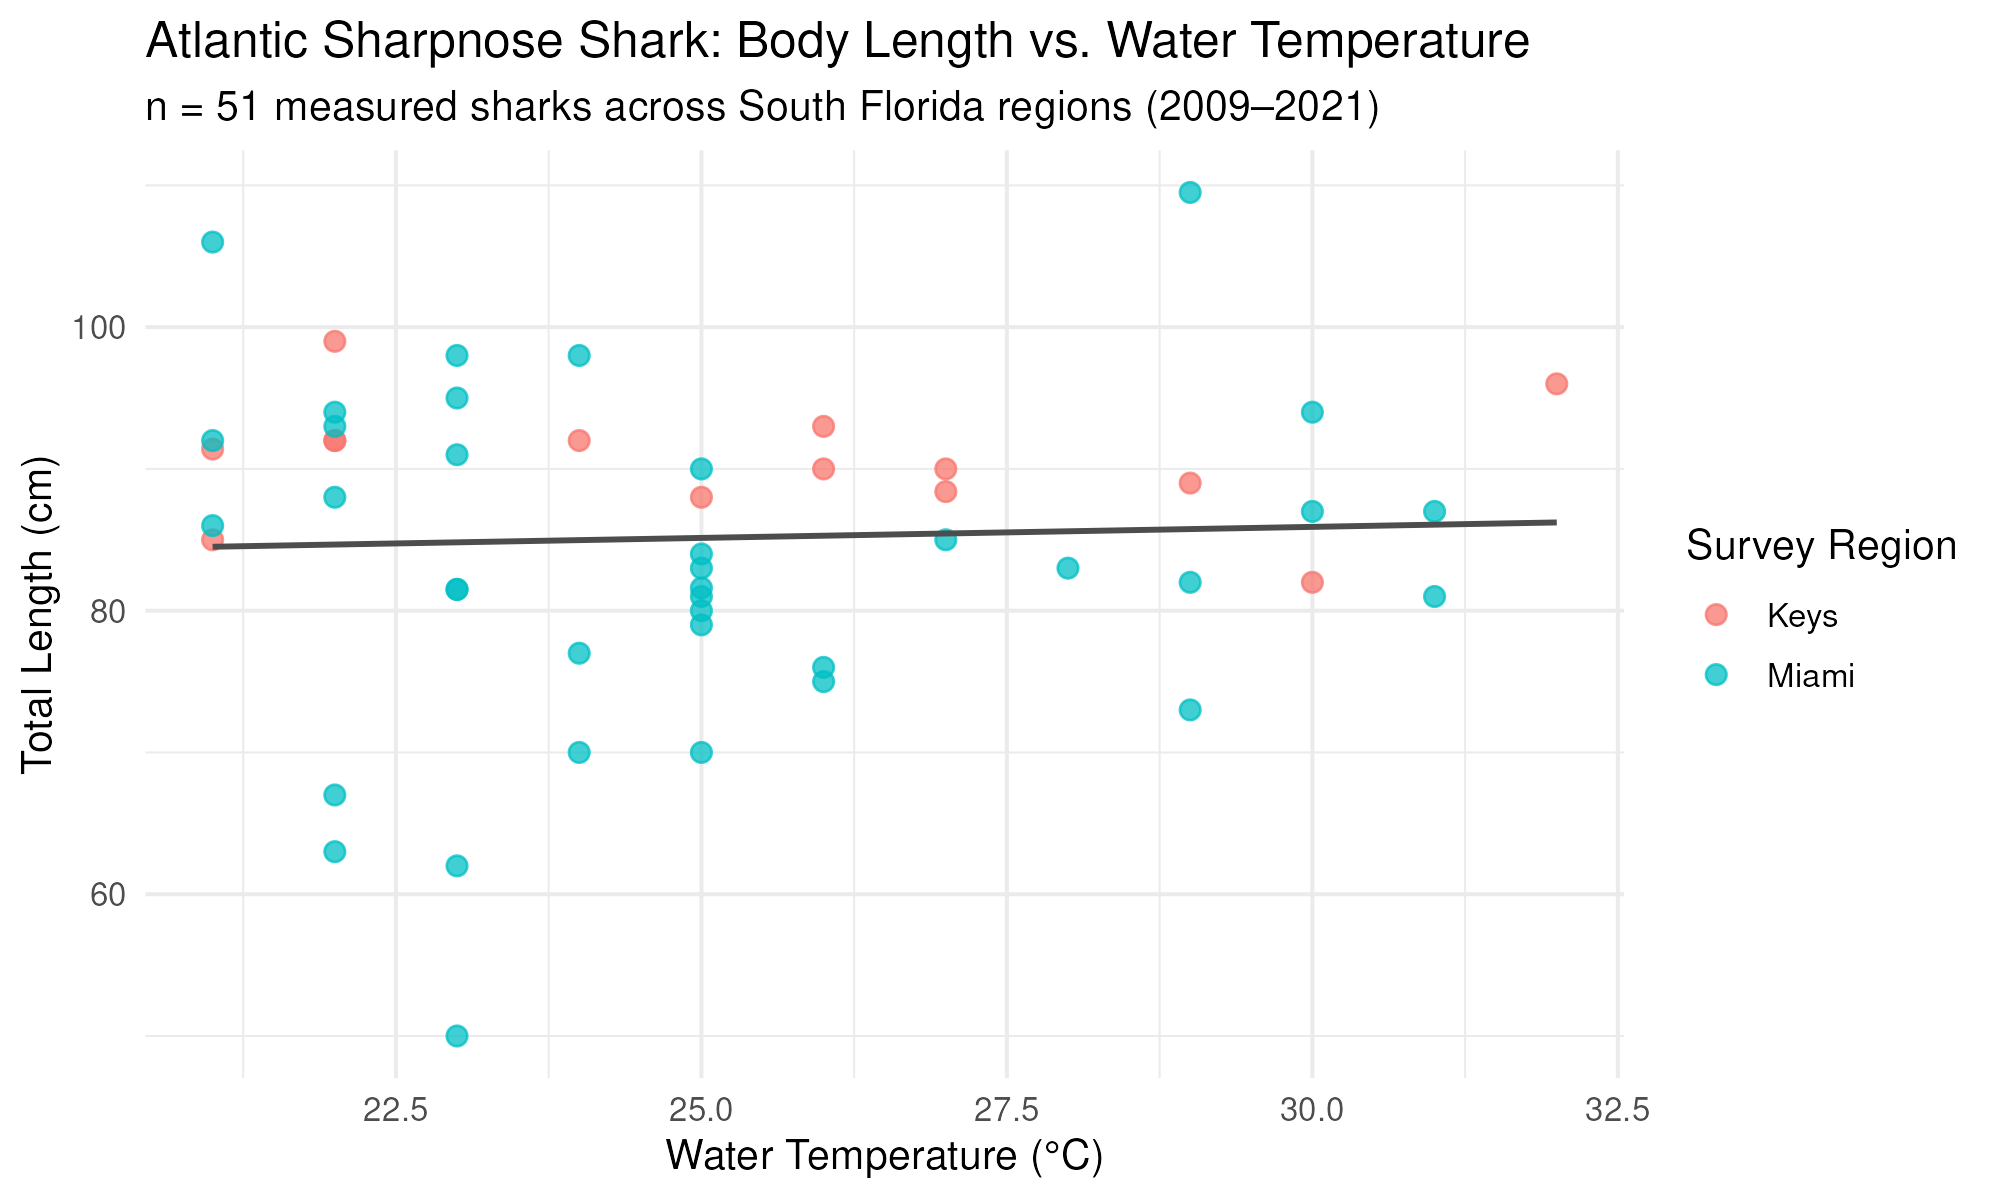 Atlantic Sharpnose Shark: Body Length vs. Water Temperature
n = 51 measured sharks across South Florida regions (2009–2021)
Total Length (cm)
100
80
60
22.5 25.0 27.5 30.0 32.5
Water Temperature (°C)
Survey Region
Keys
Miami